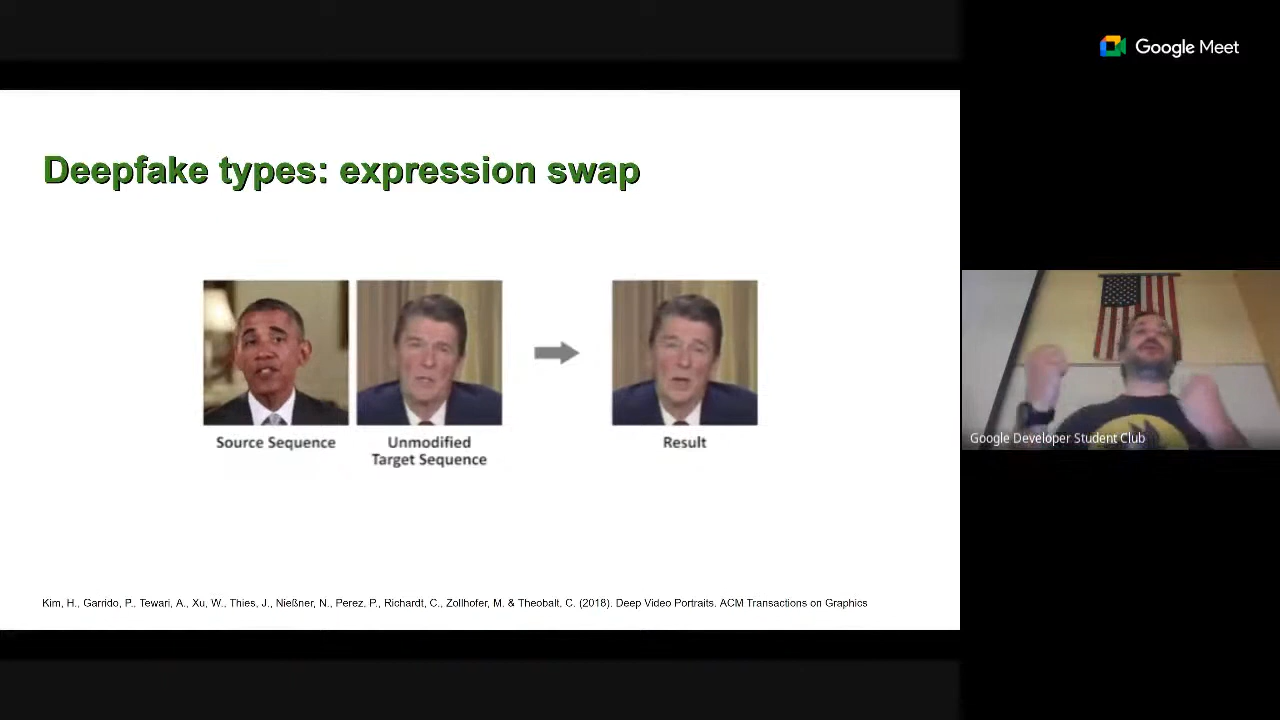 Google Meet
Deepfake types: expression swap
Source Sequence
Unmodified
Target Sequence
Result
Google Developer Student Club
Kim, H., Garrido, P., Tewari, A., Xu, W., Thies, J., Nießner, N., Perez, P., Richardt, C., Zollhofer, M. & Theobalt, C. (2018). Deep Video Portraits. ACM Transactions on Graphics